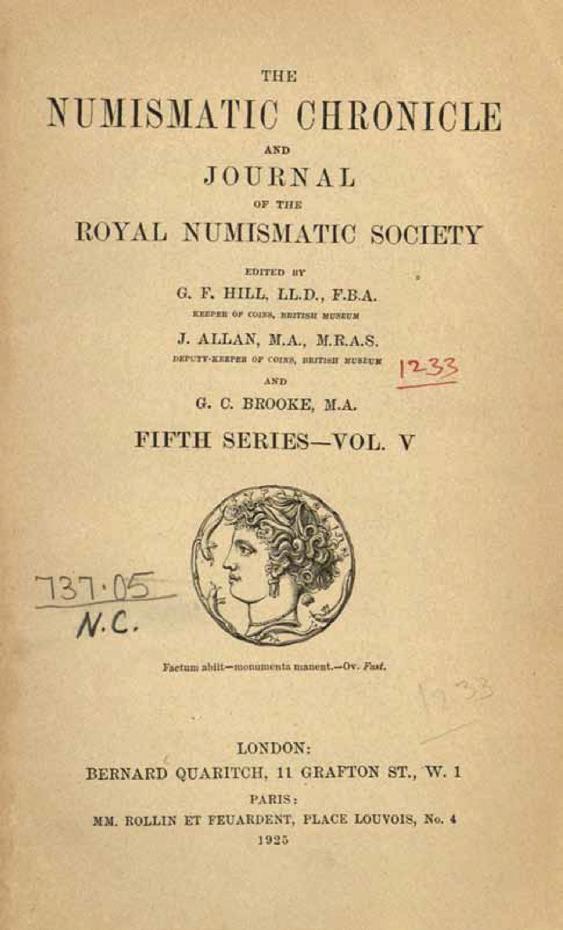 THE
NUMISMATIC CHRONICLE
AND
JOURNAL
OF THE
ROYAL NUMISMATIC SOCIETY
EDITED BY
G. F. HILL, LL.D., F.B.A.
KEEPER OF COINS, BRITISH MUSEUM
J. ALLAN, M.A., M.R.A.S.
DEPUTY-KEEPER OF COINS, BRITISH MUSEUM
1233
AND
G. C. BROOKE, M.A.
FIFTH SERIES—VOL. V
737.05
N.C.
Factum abiit—monumenta manent.—Ov. Fast.
1233
LONDON:
BERNARD QUARITCH, 11 GRAFTON ST., W. 1
PARIS:
MM. ROLLIN ET FEUARDENT, PLACE LOUVOIS, No. 4
1925